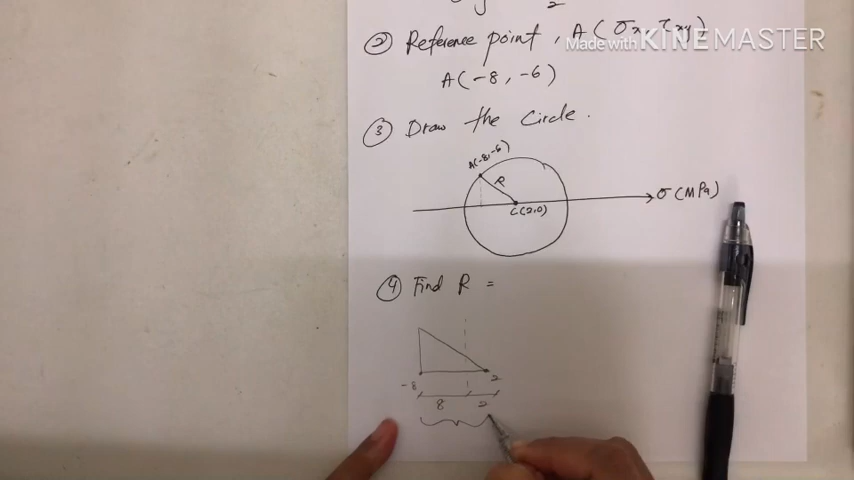 ② Reference point, A(σx, τxy)
Made with KINEMASTER
A(-8, -6)
③ Draw the Circle.
A(-8,-6)
R
σ(MPa)
C(2,0)
④ Find R =
-8
2
8 2